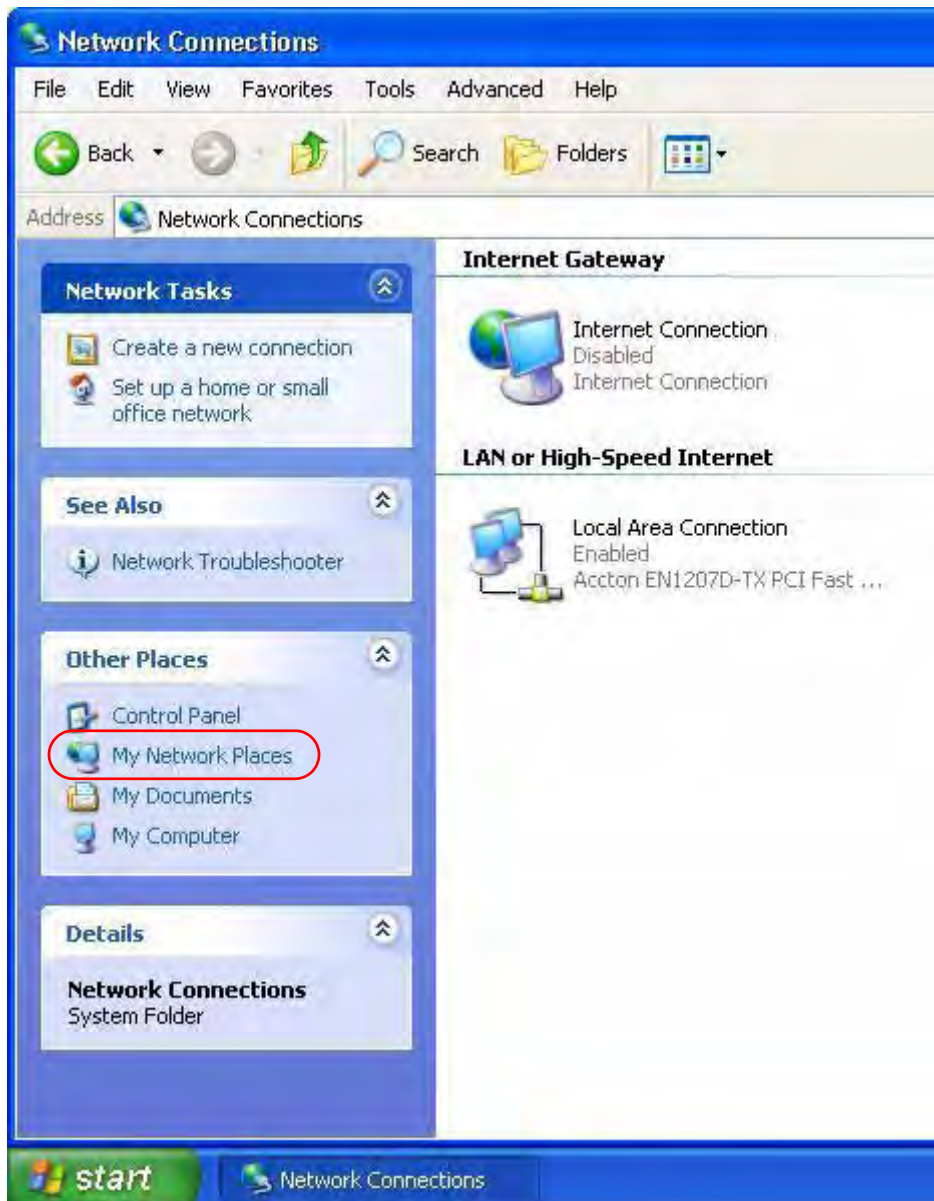 Network Connections
File Edit View Favorites Tools Advanced Help
Back Search Folders
Address Network Connections
Network Tasks
Create a new connection
Set up a home or small
office network
See Also
Network Troubleshooter
Other Places
Control Panel
My Network Places
My Documents
My Computer
Details
Network Connections
System Folder
Internet Gateway
Internet Connection
Disabled
Internet Connection
LAN or High-Speed Internet
Local Area Connection
Enabled
Accton EN1207D-TX PCI Fast ...
start Network Connections